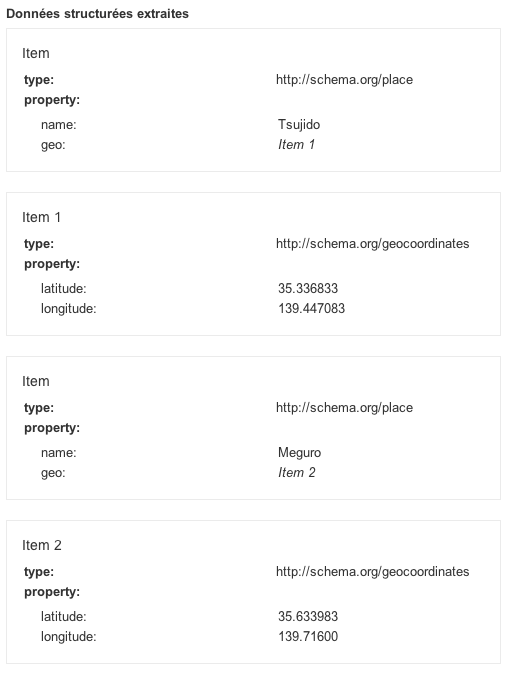 Données structurées extraites
Item
type: http://schema.org/place
property:
name: Tsujido
geo: Item 1
Item 1
type: http://schema.org/geocoordinates
property:
latitude: 35.336833
longitude: 139.447083
Item
type: http://schema.org/place
property:
name: Meguro
geo: Item 2
Item 2
type: http://schema.org/geocoordinates
property:
latitude: 35.633983
longitude: 139.71600